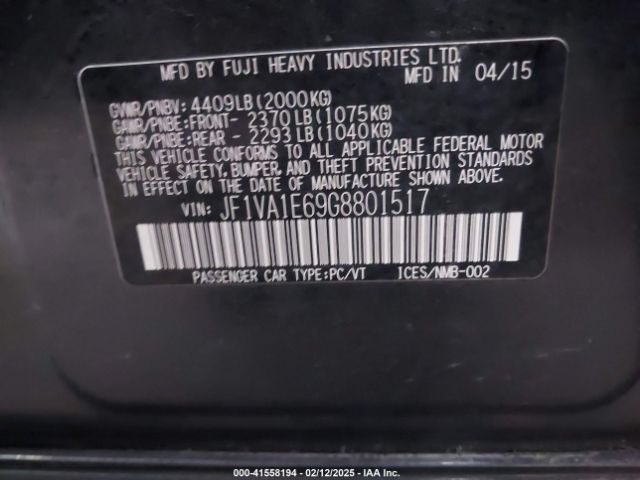 MFD BY FUJI HEAVY INDUSTRIES LTD.
MFD IN 04/15
GVWR/PNBV: 4409LB(2000KG)
GAWR/PNBE:FRONT- 2370LB(1075KG)
GAWR/PNBE:REAR - 2293LB(1040KG)
THIS VEHICLE CONFORMS TO ALL APPLICABLE FEDERAL MOTOR
VEHICLE SAFETY, BUMPER, AND THEFT PREVENTION STANDARDS
IN EFFECT ON THE DATE OF MANUFACTURE SHOWN ABOVE.
VIN: JF1VA1E69G8801517
PASSENGER CAR TYPE:PC/VT ICES/NMB-002
000-41558194 - 02/12/2025 - IAAI.COM